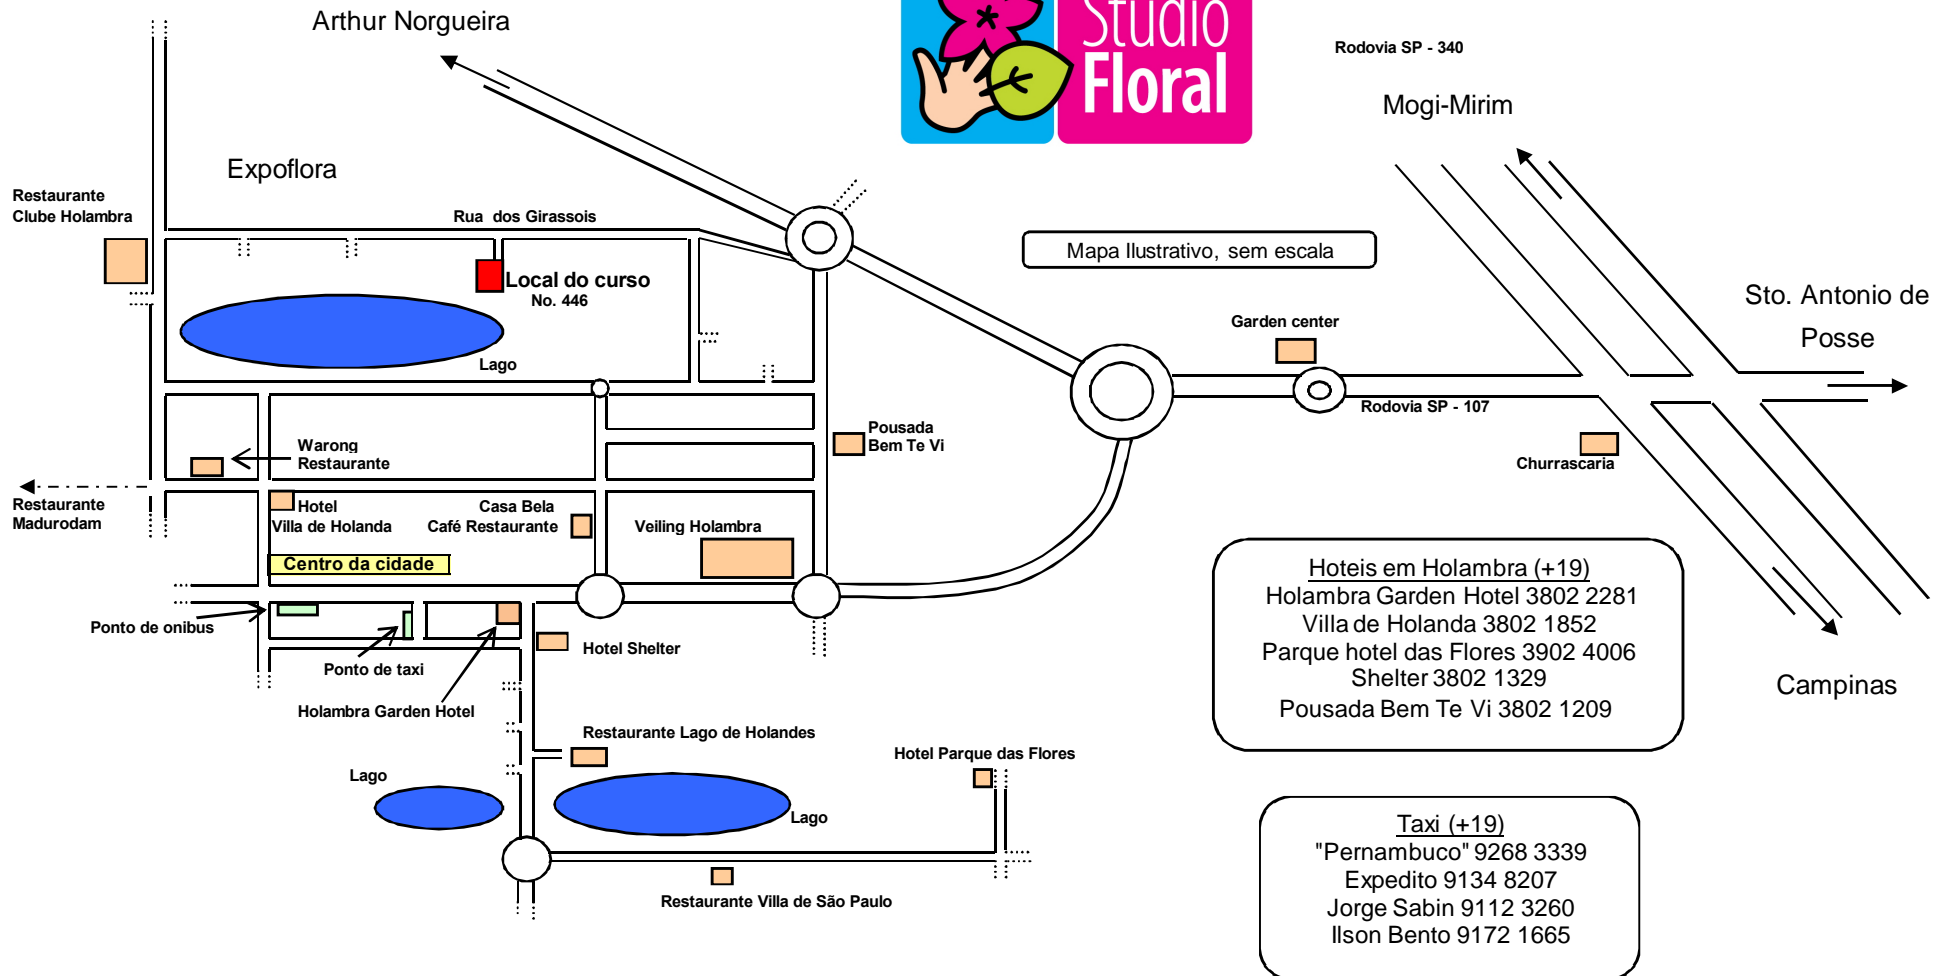 Arthur Norgueira
Studio
Floral
Rodovia SP - 340
Mogi-Mirim
Expoflora
Restaurante
Clube Holambra
Rua dos Girassois
Mapa Ilustrativo, sem escala
Local do curso
No. 446
Sto. Antonio de
Posse
Garden center
Lago
Rodovia SP - 107
Pousada
Bem Te Vi
Warong
Restaurante
Churrascaria
Restaurante
Madurodam
Hotel
Villa de Holanda
Casa Bela
Café Restaurante
Veiling Holambra
Centro da cidade
Hoteis em Holambra (+19)
Holambra Garden Hotel 3802 2281
Villa de Holanda 3802 1852
Parque hotel das Flores 3902 4006
Shelter 3802 1329
Pousada Bem Te Vi 3802 1209
Ponto de onibus
Hotel Shelter
Ponto de taxi
Campinas
Holambra Garden Hotel
Restaurante Lago de Holandes
Hotel Parque das Flores
Lago
Lago
Taxi (+19)
"Pernambuco" 9268 3339
Expedito 9134 8207
Jorge Sabin 9112 3260
Ilson Bento 9172 1665
Restaurante Villa de São Paulo